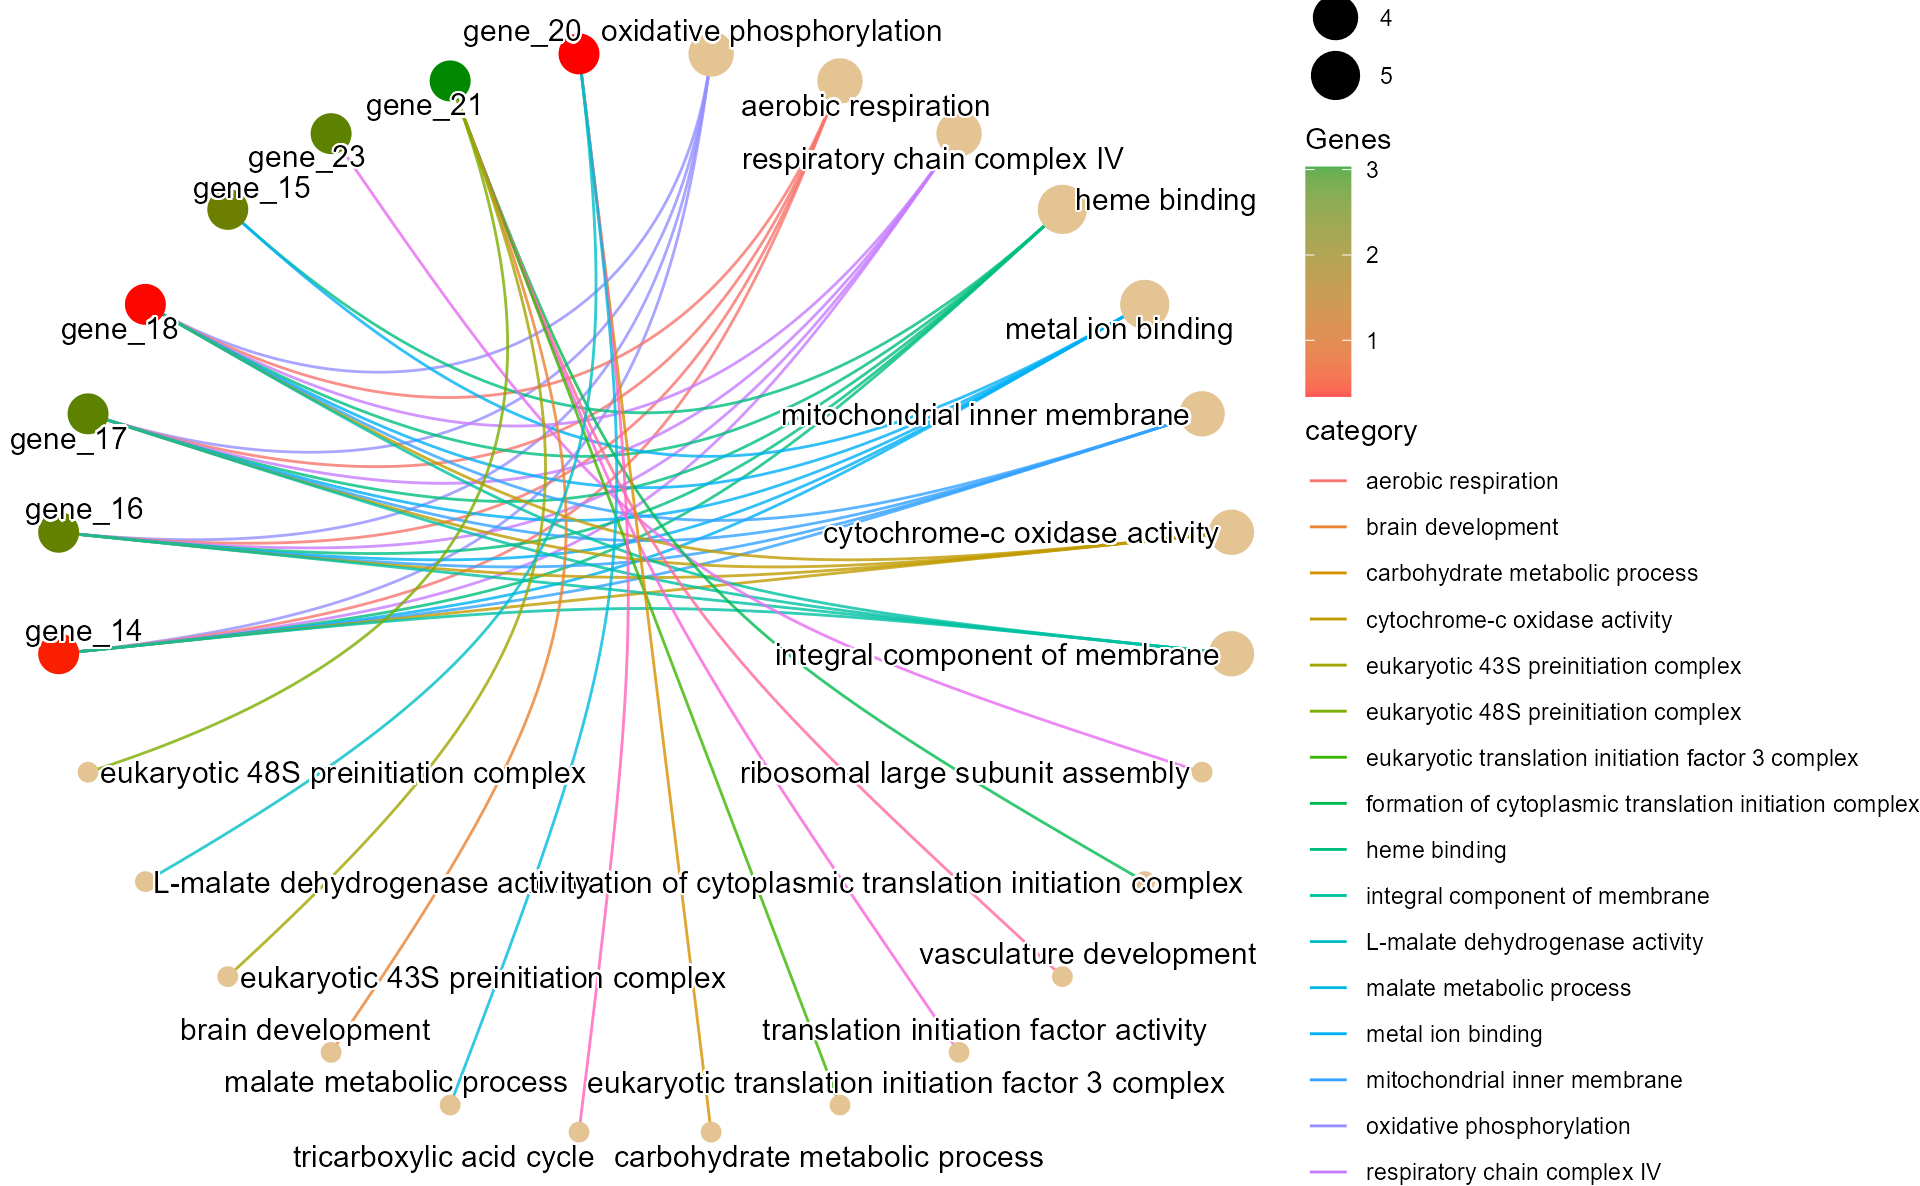 gene_20 oxidative phosphorylation
gene_21
aerobic respiration
gene_23
respiratory chain complex IV
gene_15
heme binding
gene_18
metal ion binding
gene_17
mitochondrial inner membrane
gene_16
cytochrome-c oxidase activity
gene_14
integral component of membrane
eukaryotic 48S preinitiation complex
ribosomal large subunit assembly
L-malate dehydrogenase activity
of cytoplasmic translation initiation complex
vasculature development
eukaryotic 43S preinitiation complex
brain development
translation initiation factor activity
malate metabolic process
eukaryotic translation initiation factor 3 complex
tricarboxylic acid cycle
carbohydrate metabolic process
4
5
Genes
3
2
1
category
aerobic respiration
brain development
carbohydrate metabolic process
cytochrome-c oxidase activity
eukaryotic 43S preinitiation complex
eukaryotic 48S preinitiation complex
eukaryotic translation initiation factor 3 complex
formation of cytoplasmic translation initiation complex
heme binding
integral component of membrane
L-malate dehydrogenase activity
malate metabolic process
metal ion binding
mitochondrial inner membrane
oxidative phosphorylation
respiratory chain complex IV